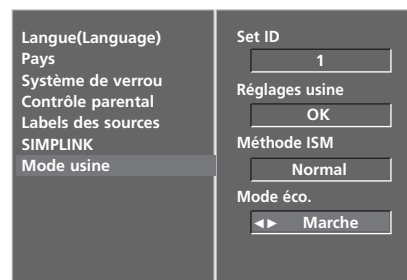 Langue(Language)
Pays
Système de verrou
Contrôle parental
Labels des sources
SIMPLINK
Mode usine
Set ID
1
Réglages usine
OK
Méthode ISM
Normal
Mode éco.
◄► Marche